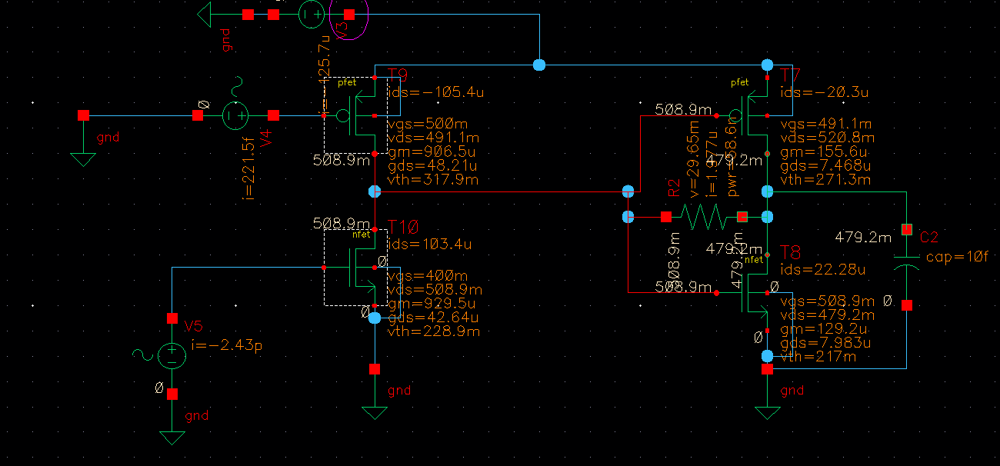 gnd
V3
i=125.7u
pfet
T9
ids=-105.4u
vgs=500m
vds=491.1m
gm=906.5u
gds=48.21u
vth=317.9m
gnd
0
V4
i=221.5f
508.9m
pfet
T7
ids=-20.3u
508.9m
vgs=491.1m
vds=520.8m
gm=155.6u
gds=7.468u
vth=271.3m
479.2m
R2
v=29.65m
508.9m
nfet
T10
ids=103.4u
0
vgs=400m
vds=508.9m
gm=929.5u
gds=42.64u
vth=228.9m
0
508.9m
479.2m
479.2m
nfet
T8
ids=22.28u
508.9m
0
vgs=508.9m
vds=479.2m
gm=129.2u
gds=7.983u
vth=217m
0
479.2m
C2
cap=10f
0
V5
i=-2.43p
0
gnd
gnd
gnd